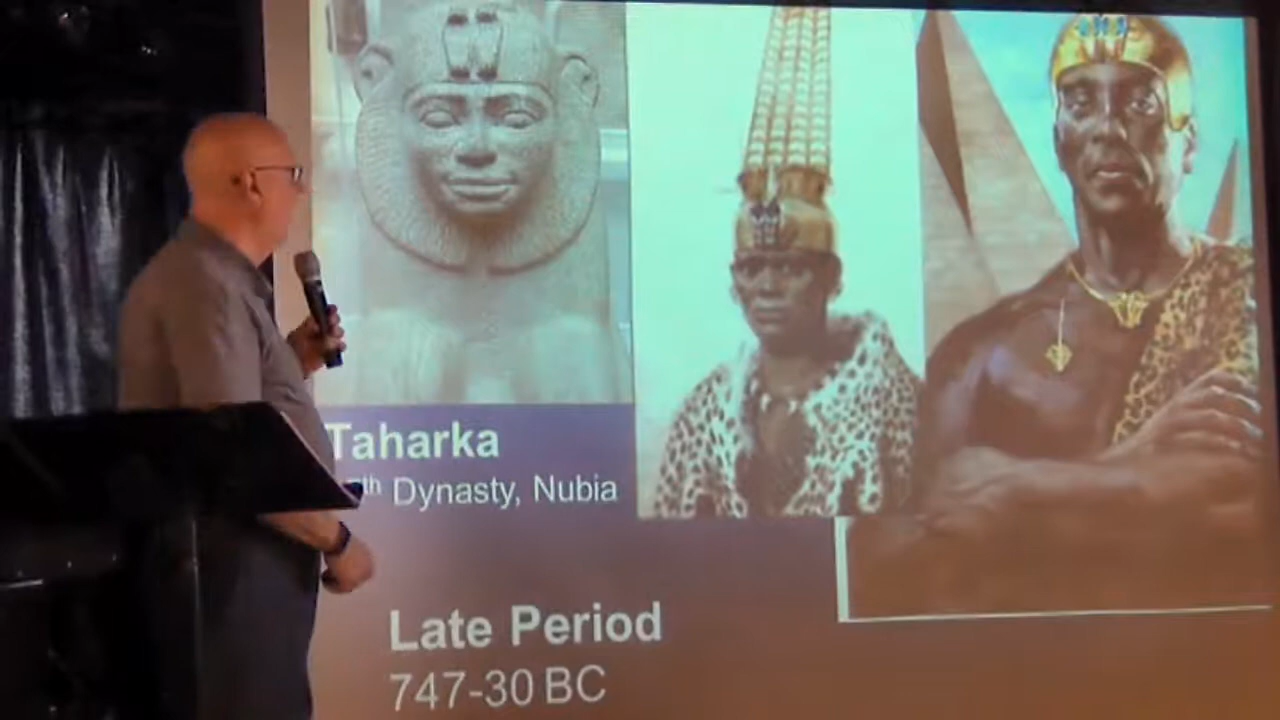 Taharka
th Dynasty, Nubia
Late Period
747-30 BC